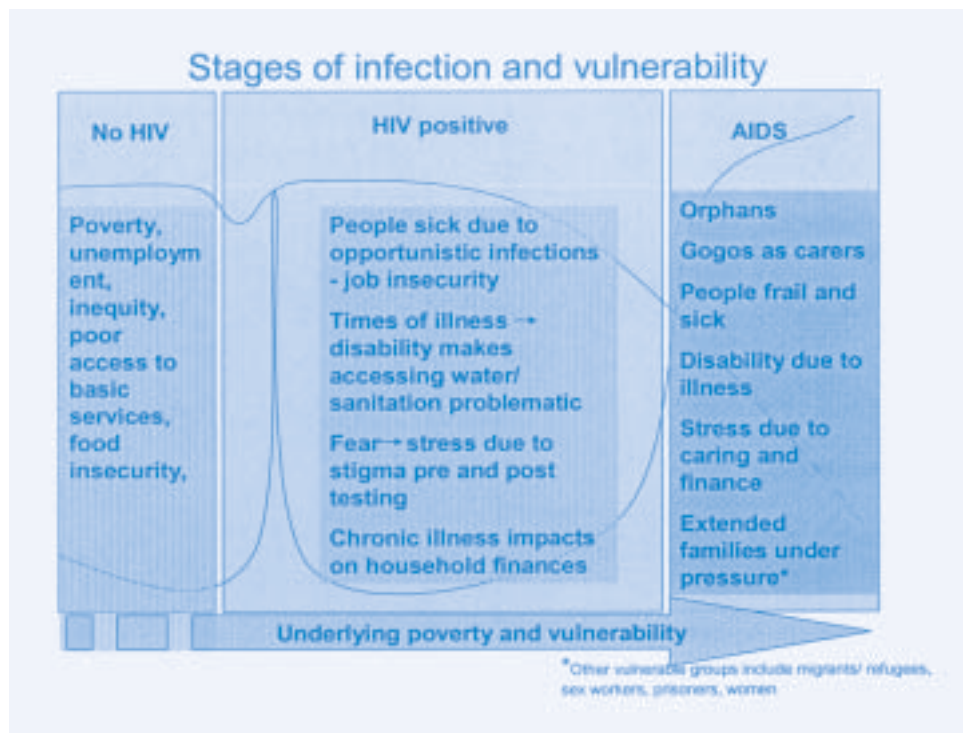 Stages of infection and vulnerability
No HIV
Poverty,
unemploym
ent,
inequity,
poor
access to
basic
services,
food
insecurity,
HIV positive
People sick due to
opportunistic infections
- job insecurity
Times of illness →
disability makes
accessing water/
sanitation problematic
Fear→ stress due to
stigma pre and post
testing
Chronic illness impacts
on household finances
AIDS
Orphans
Gogos as carers
People frail and
sick
Disability due to
illness
Stress due to
caring and
finance
Extended
families under
pressure*
Underlying poverty and vulnerability
*Other vulnerable groups include migrants/ refugees,
sex workers, prisoners, women